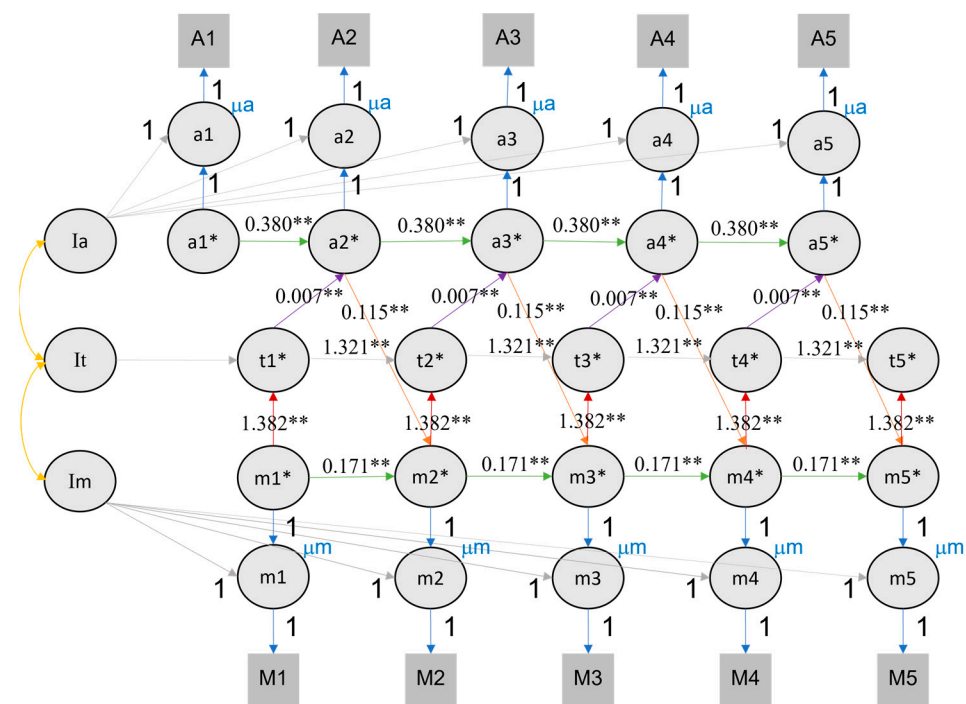 A1 A2 A3 A4 A5
1 1 1 1 1
μa μa μa μa
1 a1 1 a2 1 a3 1 a4 1 a5
1 1 1 1 1
0.380** 0.380** 0.380** 0.380**
Ia a1* a2* a3* a4* a5*
0.007** 0.007** 0.007** 0.007**
0.115** 0.115** 0.115** 0.115**
1.321** 1.321** 1.321** 1.321**
It t1* t2* t3* t4* t5*
1.382** 1.382** 1.382** 1.382** 1.382**
0.171** 0.171** 0.171** 0.171**
Im m1* m2* m3* m4* m5*
1 1 1 1 1
μm μm μm μm μm
m1 m2 m3 m4 m5
1 1 1 1 1
1 1 1 1 1
M1 M2 M3 M4 M5